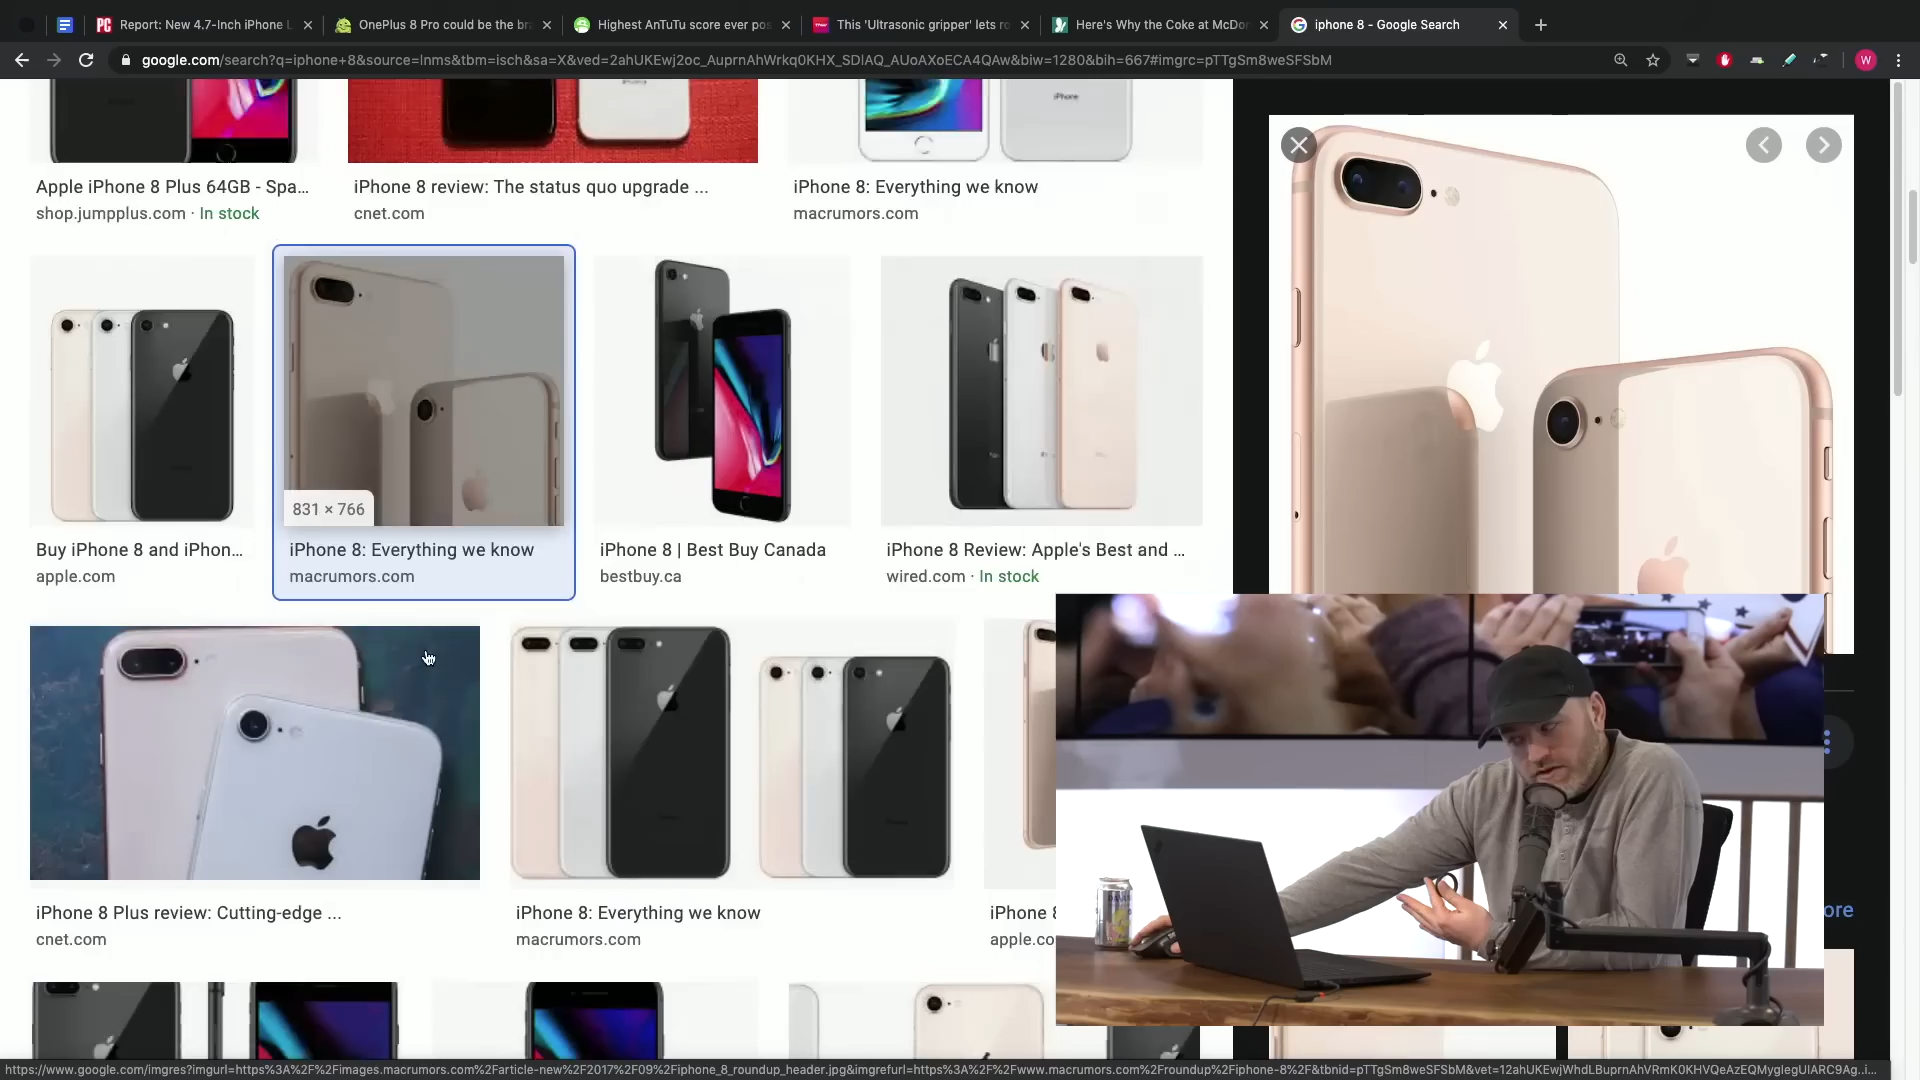 Report: New 4.7-Inch iPhone L
OnePlus 8 Pro could be the br
Highest AnTuTu score ever pos
This 'Ultrasonic gripper' lets ro
Here's Why the Coke at McDon
iphone 8 - Google Search
google.com/search?q=iphone+8&source=lnms&tbm=isch&sa=X&ved=2ahUKEwj2oc_AuprnAhWrkq0KHX_SDIAQ_AUoAXoECA4QAw&biw=1280&bih=667#imgrc=pTTgSm8weSFSbM
W
iPhone
Apple iPhone 8 Plus 64GB - Spa...
shop.jumpplus.com · In stock
iPhone 8 review: The status quo upgrade ...
cnet.com
iPhone 8: Everything we know
macrumors.com
831 × 766
Buy iPhone 8 and iPhon...
apple.com
iPhone 8: Everything we know
macrumors.com
iPhone 8 | Best Buy Canada
bestbuy.ca
iPhone 8 Review: Apple's Best and ...
wired.com · In stock
iPhone 8 Plus review: Cutting-edge ...
cnet.com
iPhone 8: Everything we know
macrumors.com
iPhone 8
apple.co
ore